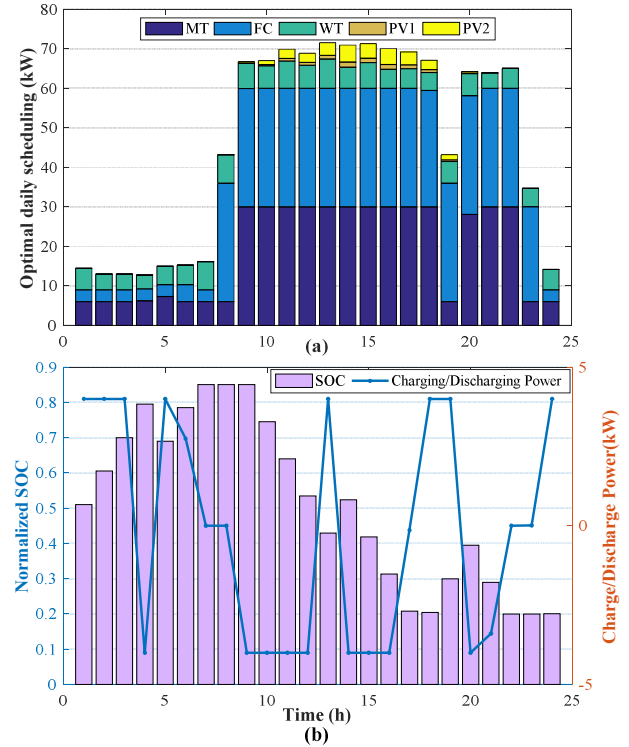 80
70
60
50
40
30
20
10
0
Optimal daily scheduling (kW)
MT FC WT PV1 PV2
0 5 10 15 20 25
(a)
0.9
0.8
0.7
0.6
0.5
0.4
0.3
0.2
0.1
0
Normalized SOC
SOC Charging/Discharging Power
5
0
-5
Charge/Discharge Power(kW)
0 5 10 15 20 25
Time (h)
(b)